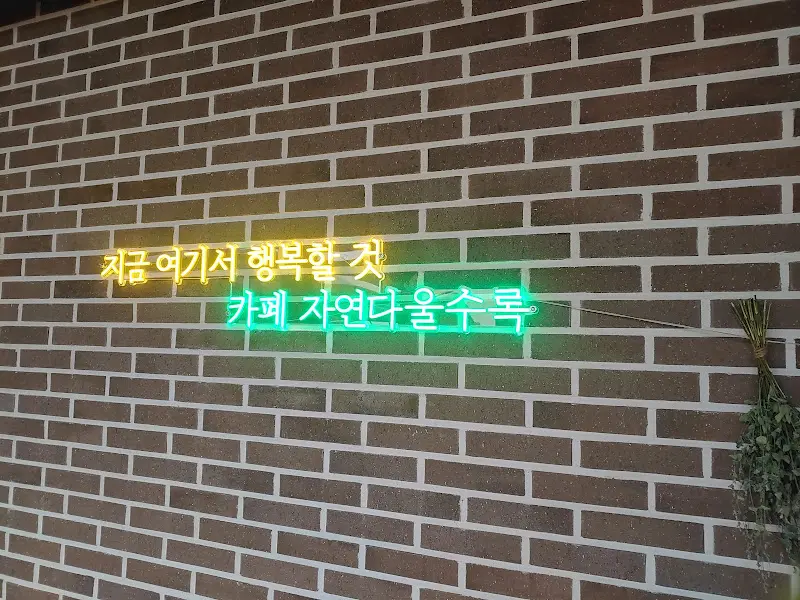 지금 여기서 행복할 것
카페 자연다울수록